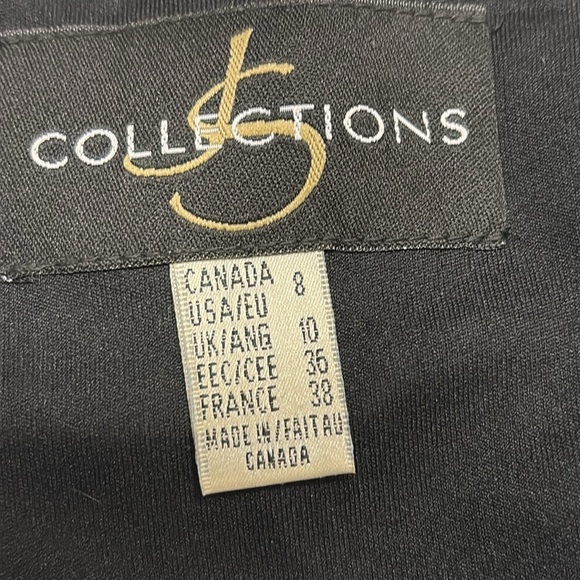 JS
COLLECTIONS
CANADA 8
USA/EU
UK/ANG 10
EEC/CEE 36
FRANCE 38
MADE IN/FAIT AU
CANADA